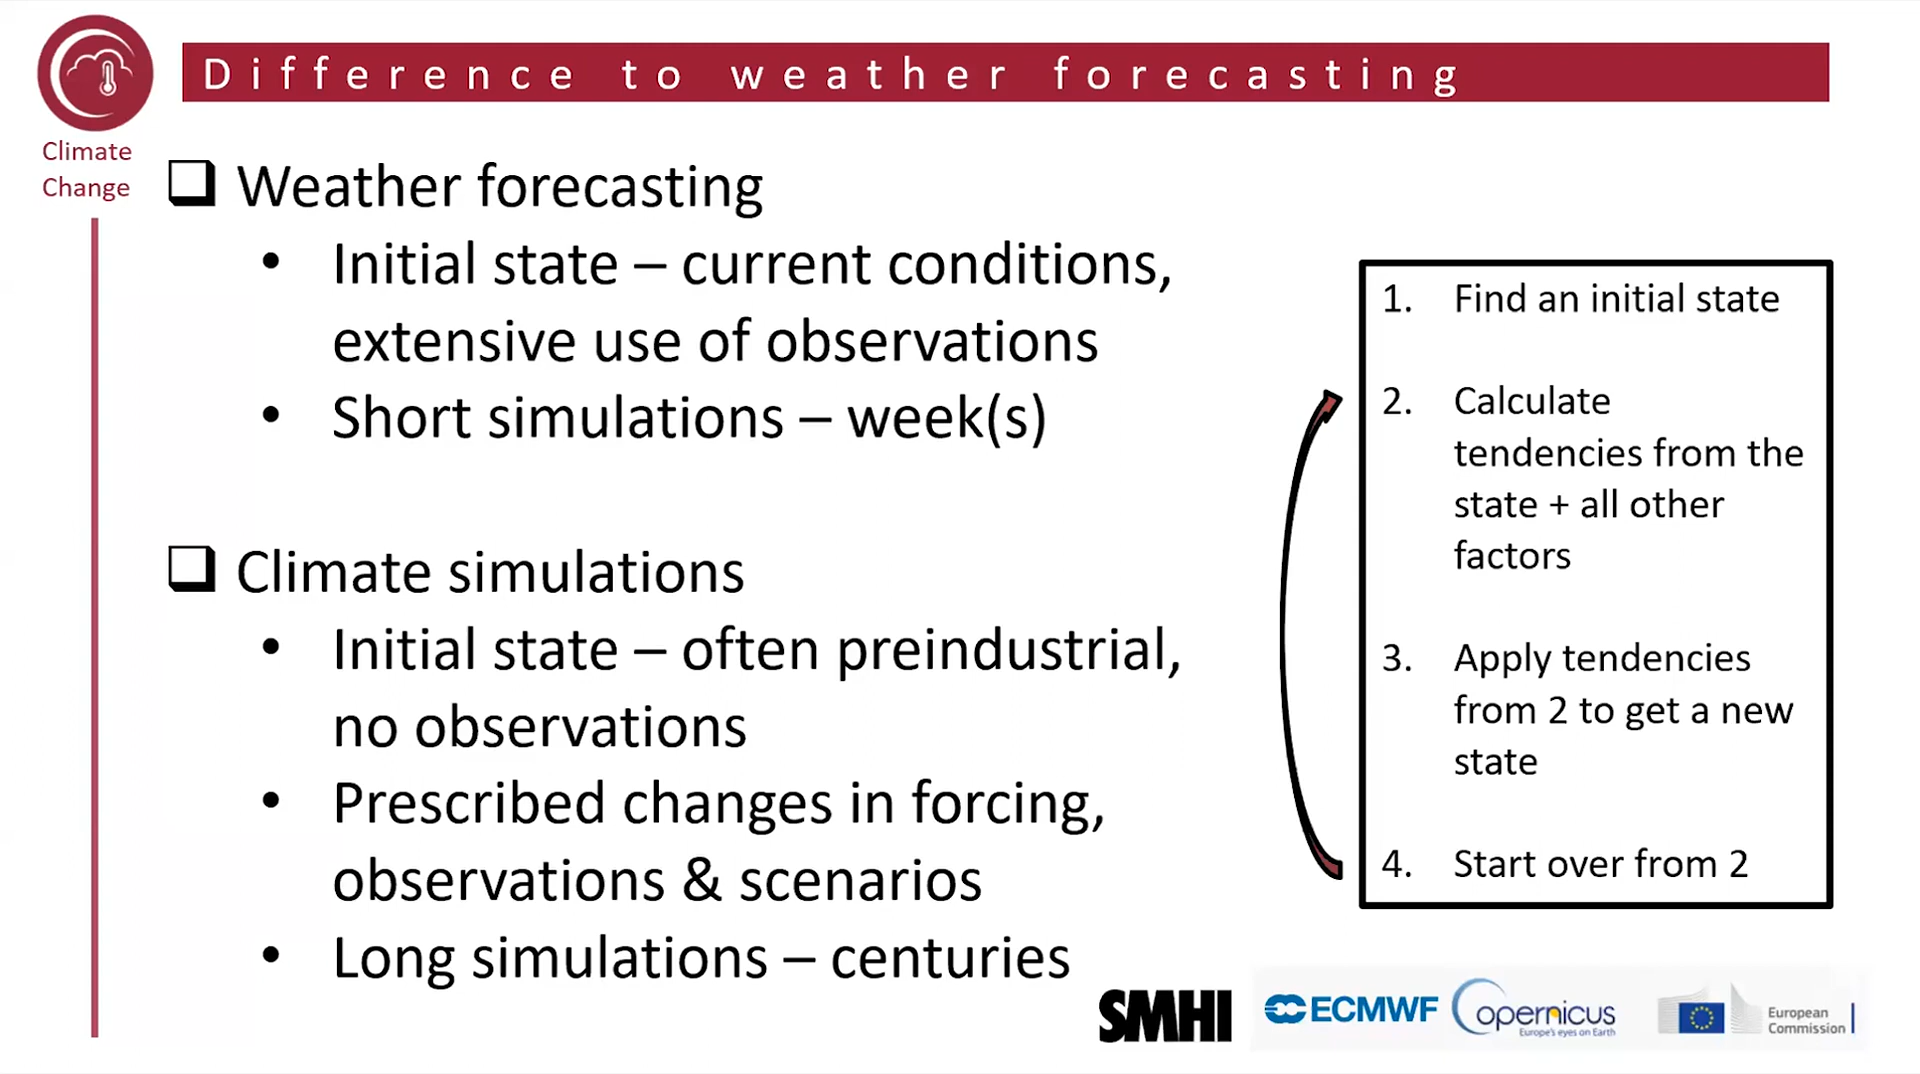 Difference to weather forecasting
Climate
Change
Weather forecasting
• Initial state – current conditions,
extensive use of observations
• Short simulations – week(s)
Climate simulations
• Initial state – often preindustrial,
no observations
• Prescribed changes in forcing,
observations & scenarios
• Long simulations – centuries
1. Find an initial state
2. Calculate
tendencies from the
state + all other
factors
3. Apply tendencies
from 2 to get a new
state
4. Start over from 2
SMHI
ECMWF
Copernicus
Europe's eyes on Earth
European
Commission